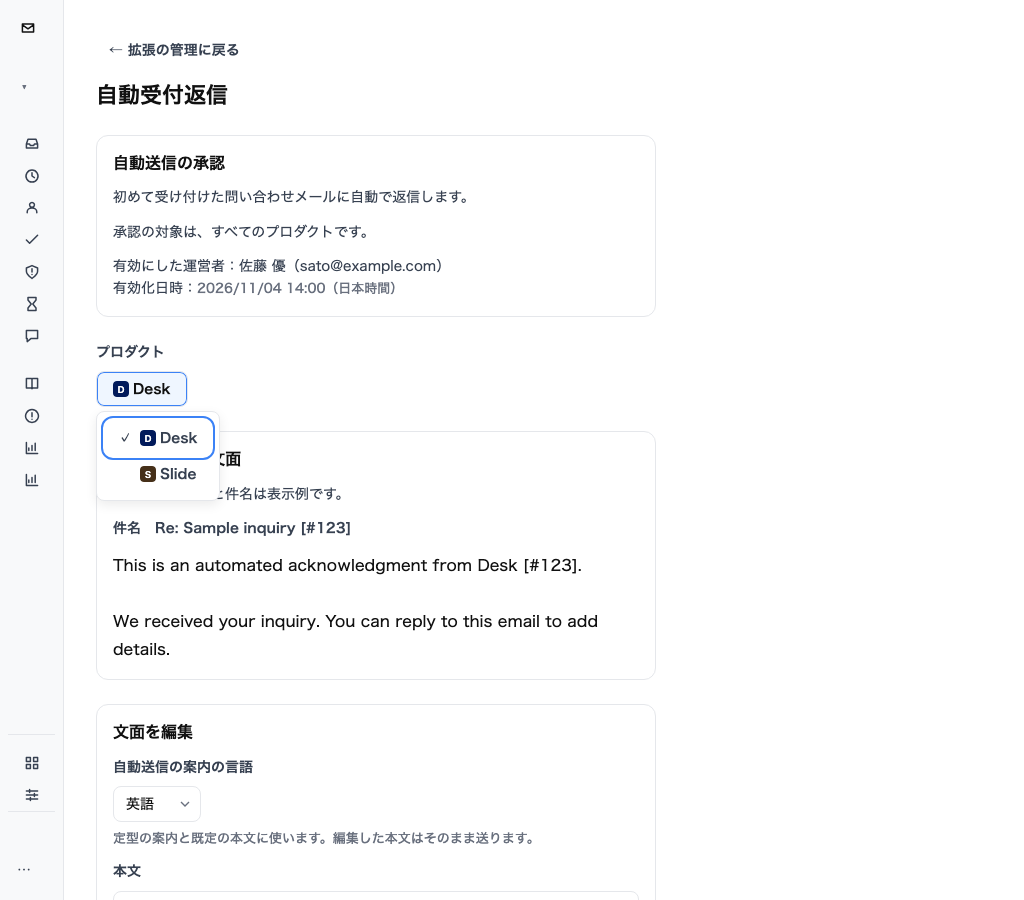 ← 拡張の管理に戻る
自動受付返信
自動送信の承認
初めて受け付けた問い合わせメールに自動で返信します。
承認の対象は、すべてのプロダクトです。
有効にした運営者：佐藤 優（sato@example.com）
有効化日時：2026/11/04 14:00（日本時間）
プロダクト
D Desk
✓ D Desk
S Slide
文面
と件名は表示例です。
件名 Re: Sample inquiry [#123]
This is an automated acknowledgment from Desk [#123].
We received your inquiry. You can reply to this email to add
details.
文面を編集
自動送信の案内の言語
英語
定型の案内と既定の本文に使います。編集した本文はそのまま送ります。
本文